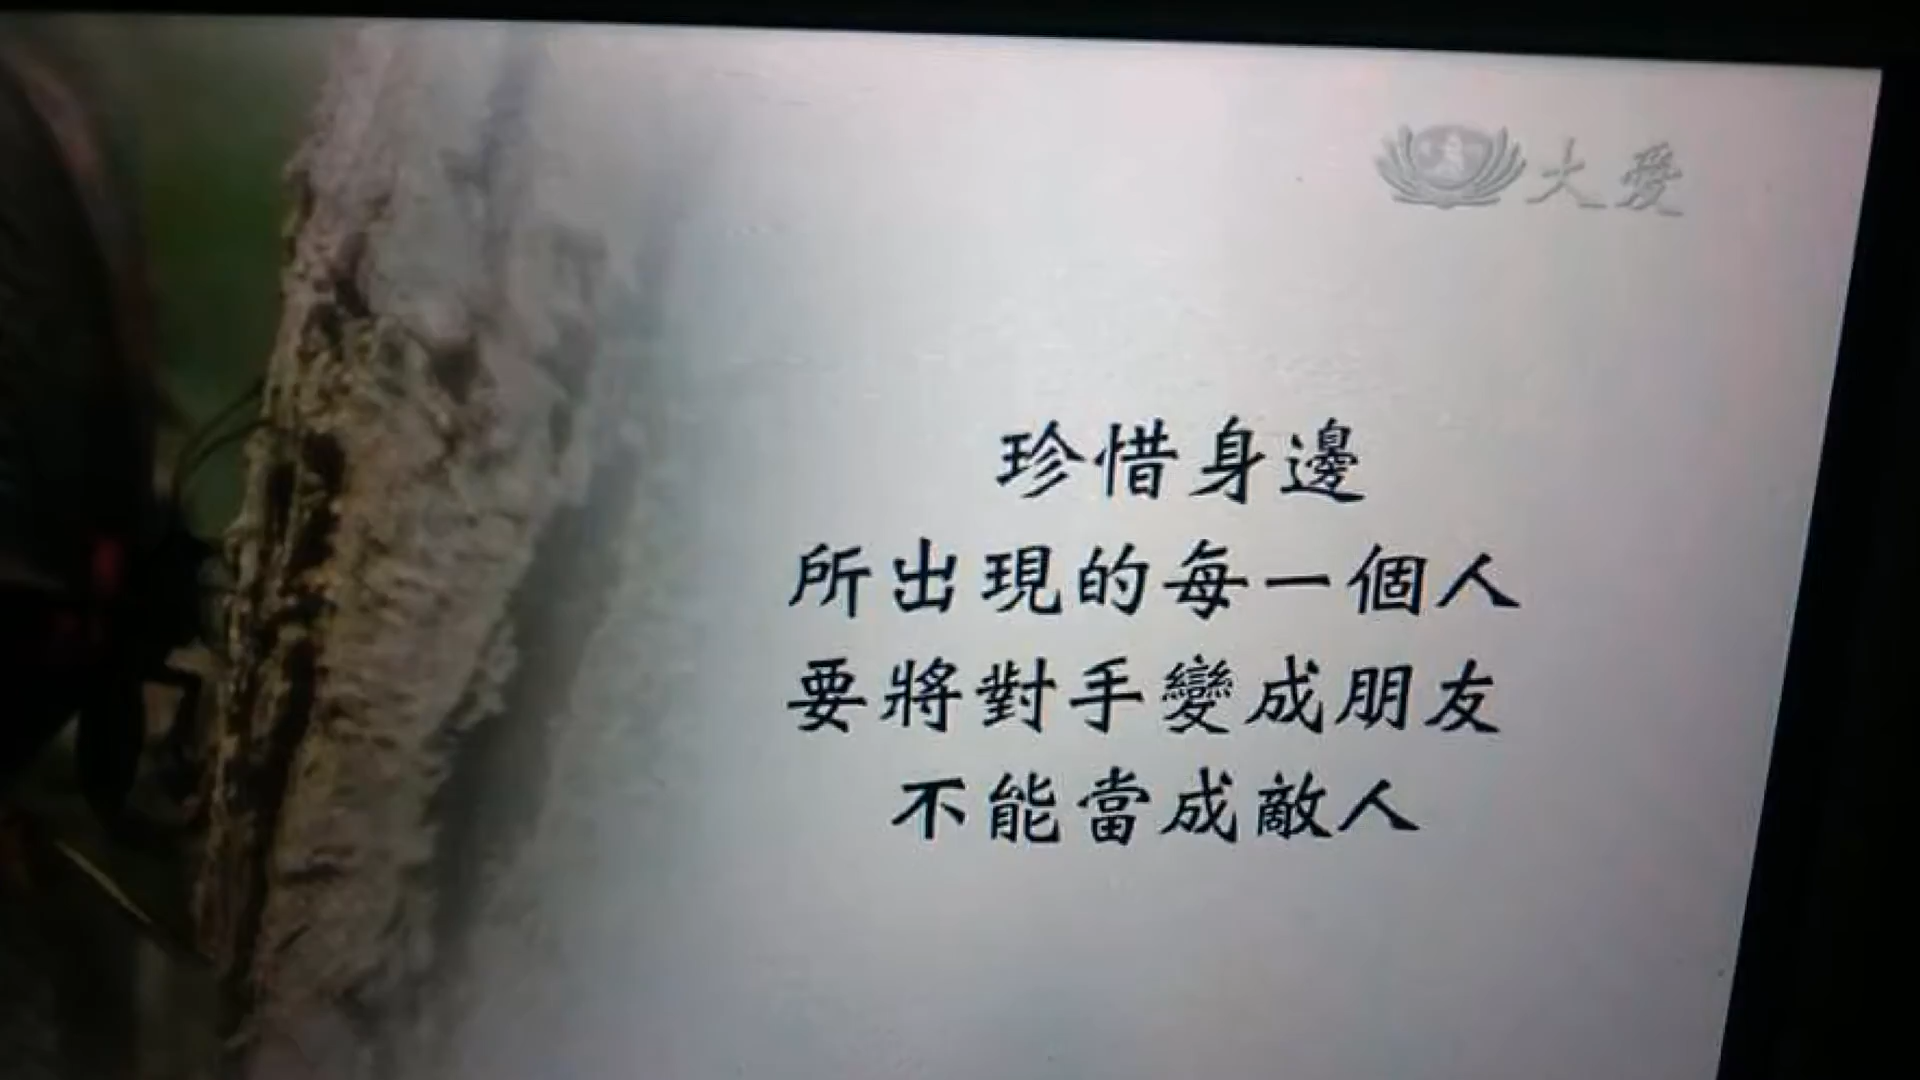 大愛
珍惜身邊
所出現的每一個人
要將對手變成朋友
不能當成敵人